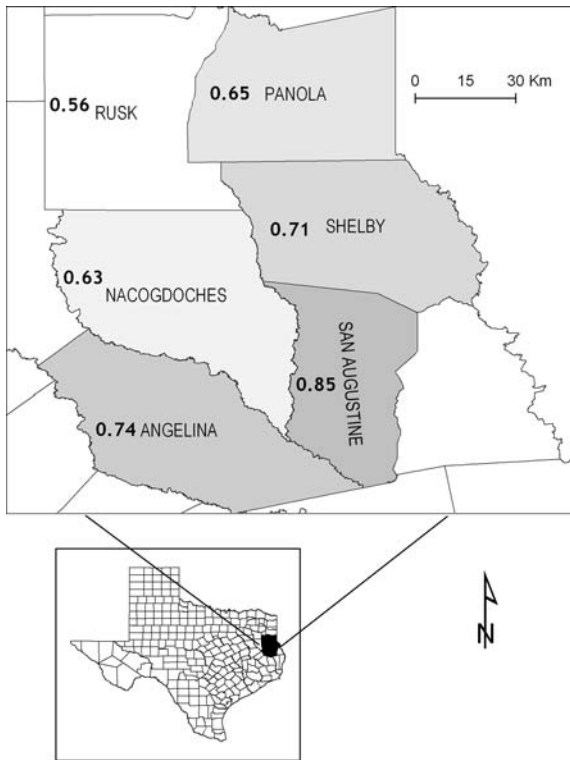 0.65 PANOLA
0 15 30 Km
0.56 RUSK
0.71 SHELBY
0.63
NACOGDOCHES
SAN AUGUSTINE
0.85
0.74 ANGELINA
N